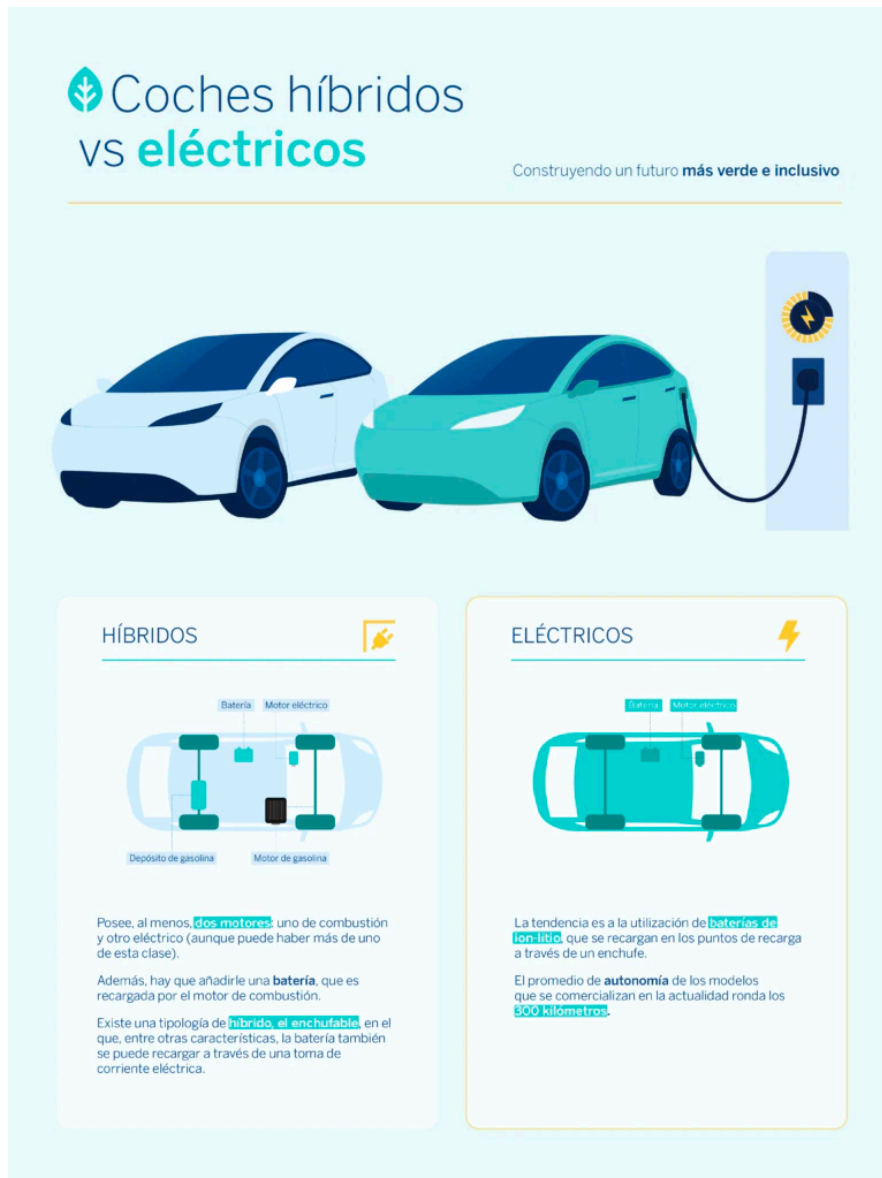 Coches híbridos
vs eléctricos
Construyendo un futuro más verde e inclusivo
HÍBRIDOS
Batería
Motor eléctrico
Depósito de gasolina
Motor de gasolina
Posee, al menos, dos motores: uno de combustión
y otro eléctrico (aunque puede haber más de uno
de esta clase).
Además, hay que añadirle una batería, que es
recargada por el motor de combustión.
Existe una tipología de híbrido, el enchufable, en el
que, entre otras características, la batería también
se puede recargar a través de una toma de
corriente eléctrica.
ELÉCTRICOS
Batería
Motor eléctrico
La tendencia es a la utilización de baterías de
ion-litio, que se recargan en los puntos de recarga
a través de un enchufe.
El promedio de autonomía de los modelos
que se comercializan en la actualidad ronda los
300 kilómetros.